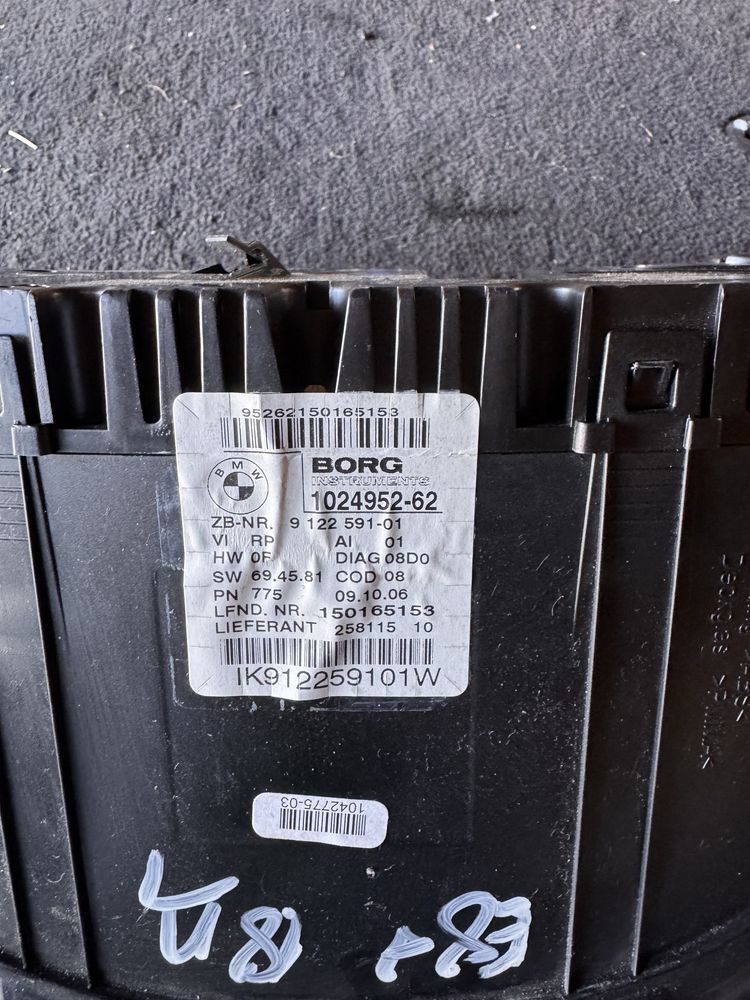 95262150165153
BMW
BORG
INSTRUMENTS
1024952-62
ZB-NR. 9 122 591-01
VI RP AI 01
HW 0F DIAG 08D0
SW 69.45.81 COD 08
PN 775 09.10.06
LFND. NR. 150165153
LIEFERANT 258115 10
IK912259101W
1042775-03